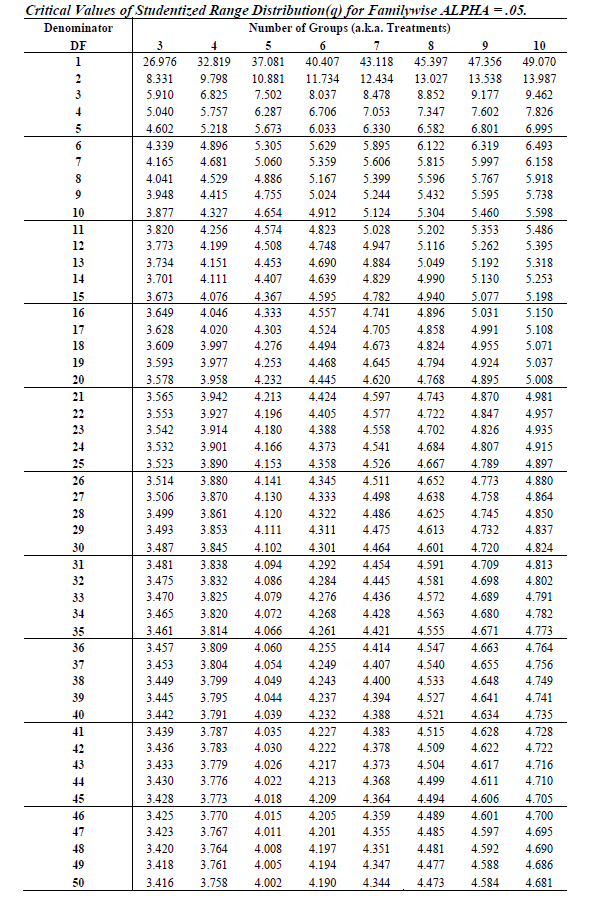 Critical Values of Studentized Range Distribution(q) for Familywise ALPHA = .05.
Denominator Number of Groups (a.k.a. Treatments)
DF 3 4 5 6 7 8 9 10
1 26.976 32.819 37.081 40.407 43.118 45.397 47.356 49.070
2 8.331 9.798 10.881 11.734 12.434 13.027 13.538 13.987
3 5.910 6.825 7.502 8.037 8.478 8.852 9.177 9.462
4 5.040 5.757 6.287 6.706 7.053 7.347 7.602 7.826
5 4.602 5.218 5.673 6.033 6.330 6.582 6.801 6.995
6 4.339 4.896 5.305 5.629 5.895 6.122 6.319 6.493
7 4.165 4.681 5.060 5.359 5.606 5.815 5.997 6.158
8 4.041 4.529 4.886 5.167 5.399 5.596 5.767 5.918
9 3.948 4.415 4.755 5.024 5.244 5.432 5.595 5.738
10 3.877 4.327 4.654 4.912 5.124 5.304 5.460 5.598
11 3.820 4.256 4.574 4.823 5.028 5.202 5.353 5.486
12 3.773 4.199 4.508 4.748 4.947 5.116 5.262 5.395
13 3.734 4.151 4.453 4.690 4.884 5.049 5.192 5.318
14 3.701 4.111 4.407 4.639 4.829 4.990 5.130 5.253
15 3.673 4.076 4.367 4.595 4.782 4.940 5.077 5.198
16 3.649 4.046 4.333 4.557 4.741 4.896 5.031 5.150
17 3.628 4.020 4.303 4.524 4.705 4.858 4.991 5.108
18 3.609 3.997 4.276 4.494 4.673 4.824 4.955 5.071
19 3.593 3.977 4.253 4.468 4.645 4.794 4.924 5.037
20 3.578 3.958 4.232 4.445 4.620 4.768 4.895 5.008
21 3.565 3.942 4.213 4.424 4.597 4.743 4.870 4.981
22 3.553 3.927 4.196 4.405 4.577 4.722 4.847 4.957
23 3.542 3.914 4.180 4.388 4.558 4.702 4.826 4.935
24 3.532 3.901 4.166 4.373 4.541 4.684 4.807 4.915
25 3.523 3.890 4.153 4.358 4.526 4.667 4.789 4.897
26 3.514 3.880 4.141 4.345 4.511 4.652 4.773 4.880
27 3.506 3.870 4.130 4.333 4.498 4.638 4.758 4.864
28 3.499 3.861 4.120 4.322 4.486 4.625 4.745 4.850
29 3.493 3.853 4.111 4.311 4.475 4.613 4.732 4.837
30 3.487 3.845 4.102 4.301 4.464 4.601 4.720 4.824
31 3.481 3.838 4.094 4.292 4.454 4.591 4.709 4.813
32 3.475 3.832 4.086 4.284 4.445 4.581 4.698 4.802
33 3.470 3.825 4.079 4.276 4.436 4.572 4.689 4.791
34 3.465 3.820 4.072 4.268 4.428 4.563 4.680 4.782
35 3.461 3.814 4.066 4.261 4.421 4.555 4.671 4.773
36 3.457 3.809 4.060 4.255 4.414 4.547 4.663 4.764
37 3.453 3.804 4.054 4.249 4.407 4.540 4.655 4.756
38 3.449 3.799 4.049 4.243 4.400 4.533 4.648 4.749
39 3.445 3.795 4.044 4.237 4.394 4.527 4.641 4.741
40 3.442 3.791 4.039 4.232 4.388 4.521 4.634 4.735
41 3.439 3.787 4.035 4.227 4.383 4.515 4.628 4.728
42 3.436 3.783 4.030 4.222 4.378 4.509 4.622 4.722
43 3.433 3.779 4.026 4.217 4.373 4.504 4.617 4.716
44 3.430 3.776 4.022 4.213 4.368 4.499 4.611 4.710
45 3.428 3.773 4.018 4.209 4.364 4.494 4.606 4.705
46 3.425 3.770 4.015 4.205 4.359 4.489 4.601 4.700
47 3.423 3.767 4.011 4.201 4.355 4.485 4.597 4.695
48 3.420 3.764 4.008 4.197 4.351 4.481 4.592 4.690
49 3.418 3.761 4.005 4.194 4.347 4.477 4.588 4.686
50 3.416 3.758 4.002 4.190 4.344 4.473 4.584 4.681